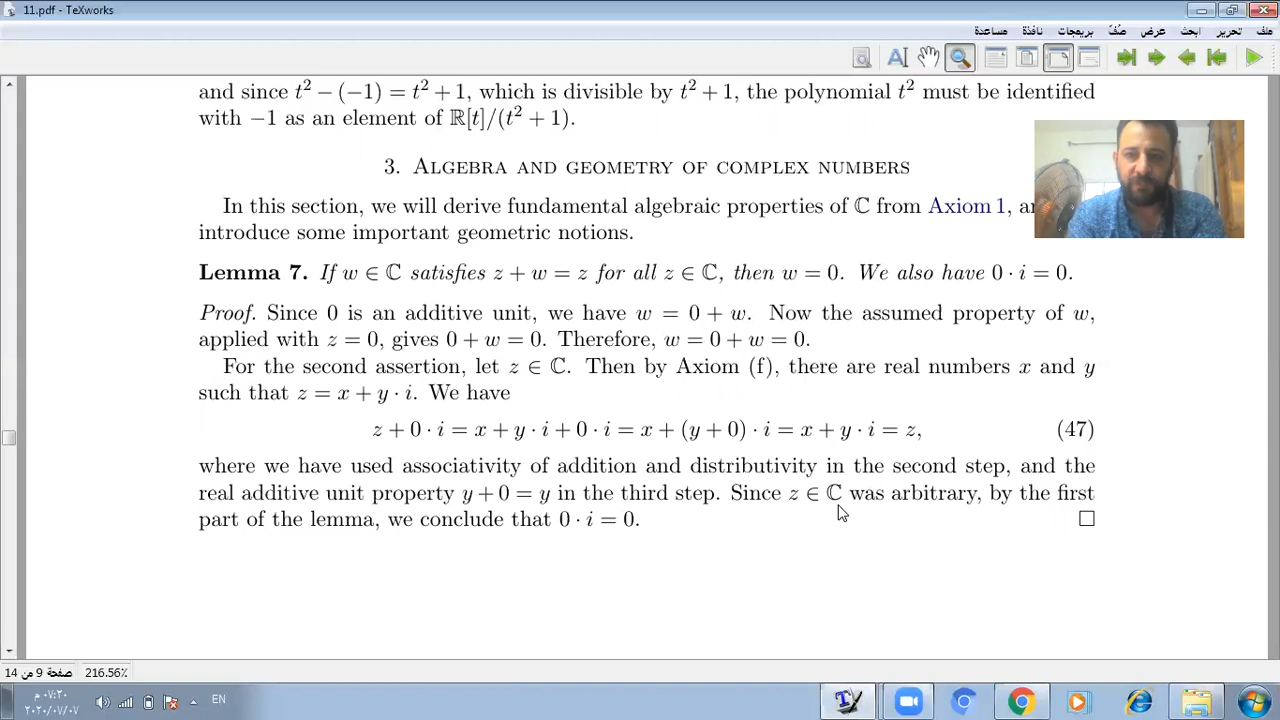 11.pdf - TeXworks
ملف تحرير ابحث عرض صُفّ بريمجات نافذة مساعدة
and since t² − (−1) = t² + 1, which is divisible by t² + 1, the polynomial t² must be identified
with −1 as an element of ℝ[t]/(t² + 1).
3. Algebra and geometry of complex numbers
In this section, we will derive fundamental algebraic properties of ℂ from Axiom 1, an
introduce some important geometric notions.
Lemma 7. If w ∈ ℂ satisfies z + w = z for all z ∈ ℂ, then w = 0. We also have 0 · i = 0.
Proof. Since 0 is an additive unit, we have w = 0 + w. Now the assumed property of w,
applied with z = 0, gives 0 + w = 0. Therefore, w = 0 + w = 0.
For the second assertion, let z ∈ ℂ. Then by Axiom (f), there are real numbers x and y
such that z = x + y · i. We have
z + 0 · i = x + y · i + 0 · i = x + (y + 0) · i = x + y · i = z, (47)
where we have used associativity of addition and distributivity in the second step, and the
real additive unit property y + 0 = y in the third step. Since z ∈ ℂ was arbitrary, by the first
part of the lemma, we conclude that 0 · i = 0. □
صفحة 9 من 14 216.56%
٠٧:٢٠ م
EN
٢٠٢٠/٠٧/٠٧